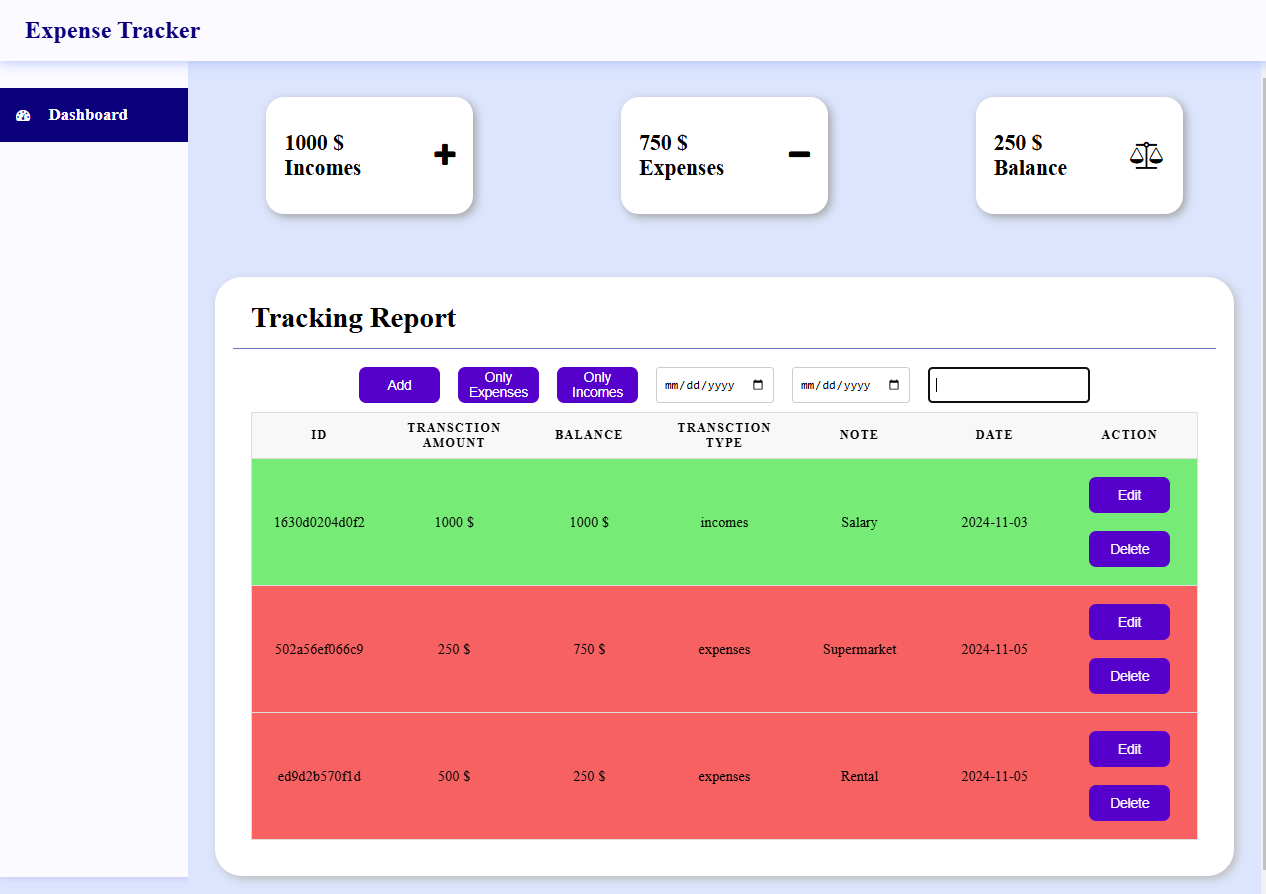 Expense Tracker
Dashboard
1000 $
Incomes
750 $
Expenses
250 $
Balance
Tracking Report
Add
Only
Expenses
Only
Incomes
mm/dd/yyyy
mm/dd/yyyy
ID
TRANSCTION
AMOUNT
BALANCE
TRANSCTION
TYPE
NOTE
DATE
ACTION
1630d0204d0f2 1000 $ 1000 $ incomes Salary 2024-11-03
Edit
Delete
502a56ef066c9 250 $ 750 $ expenses Supermarket 2024-11-05
Edit
Delete
ed9d2b570f1d 500 $ 250 $ expenses Rental 2024-11-05
Edit
Delete